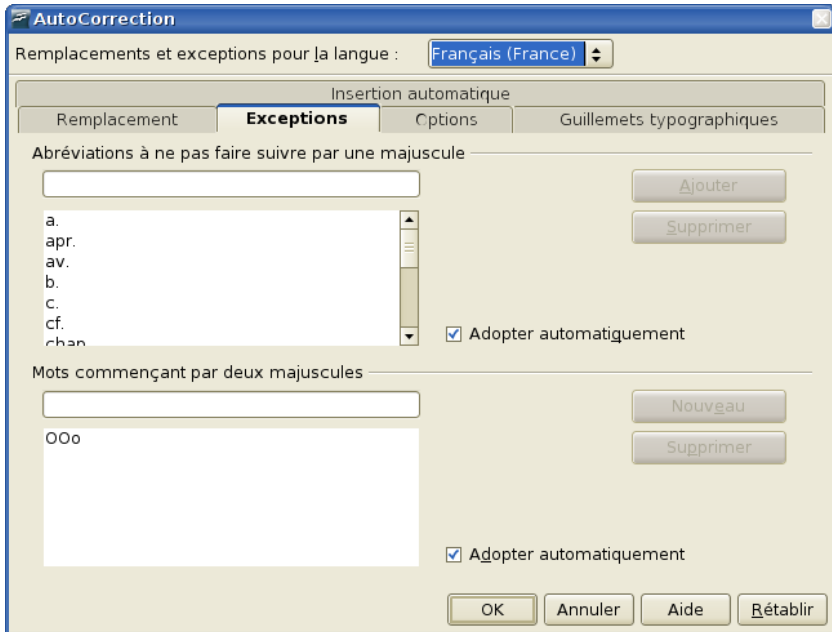 AutoCorrection
Remplacements et exceptions pour la langue : Français (France)
Insertion automatique
Remplacement Exceptions Options Guillemets typographiques
Abréviations à ne pas faire suivre par une majuscule
Ajouter
a.
Supprimer
apr.
av.
b.
c.
cf.
Adopter automatiquement
chap
Mots commençant par deux majuscules
Nouveau
OOo
Supprimer
Adopter automatiquement
OK Annuler Aide Rétablir